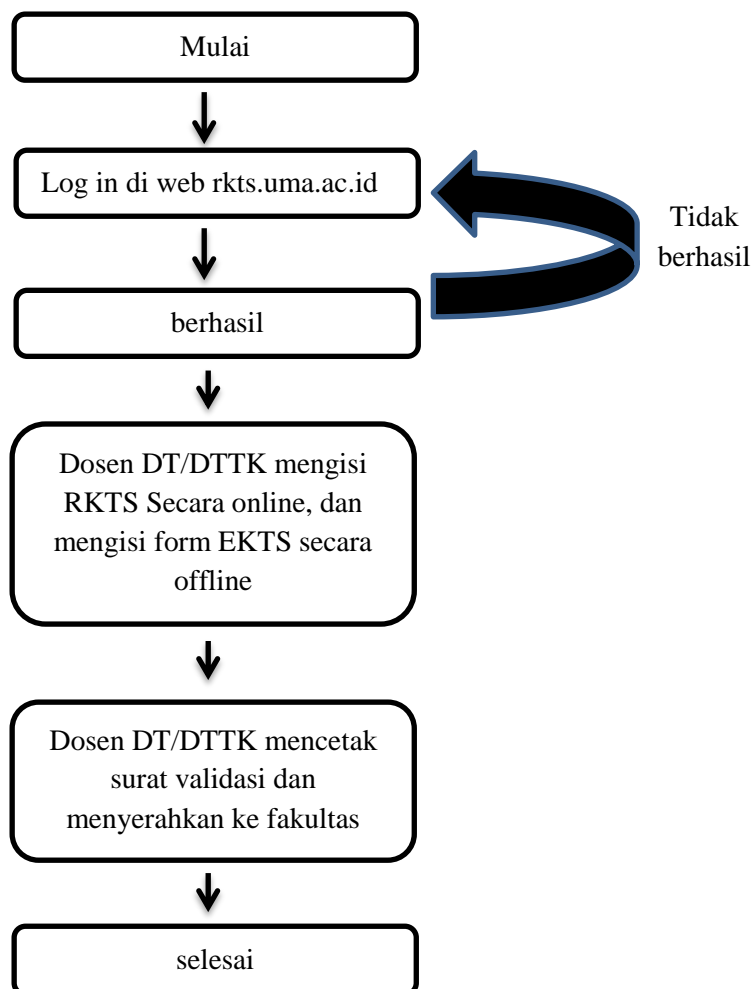 Mulai
Log in di web rkts.uma.ac.id
Tidak
berhasil
berhasil
Dosen DT/DTTK mengisi
RKTS Secara online, dan
mengisi form EKTS secara
offline
Dosen DT/DTTK mencetak
surat validasi dan
menyerahkan ke fakultas
selesai